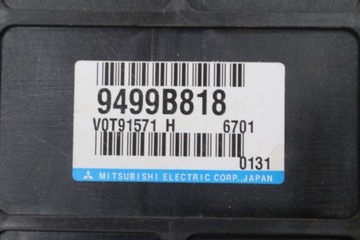 9499B818
V0T91571 H 6701
0131
MITSUBISHI ELECTRIC CORP., JAPAN